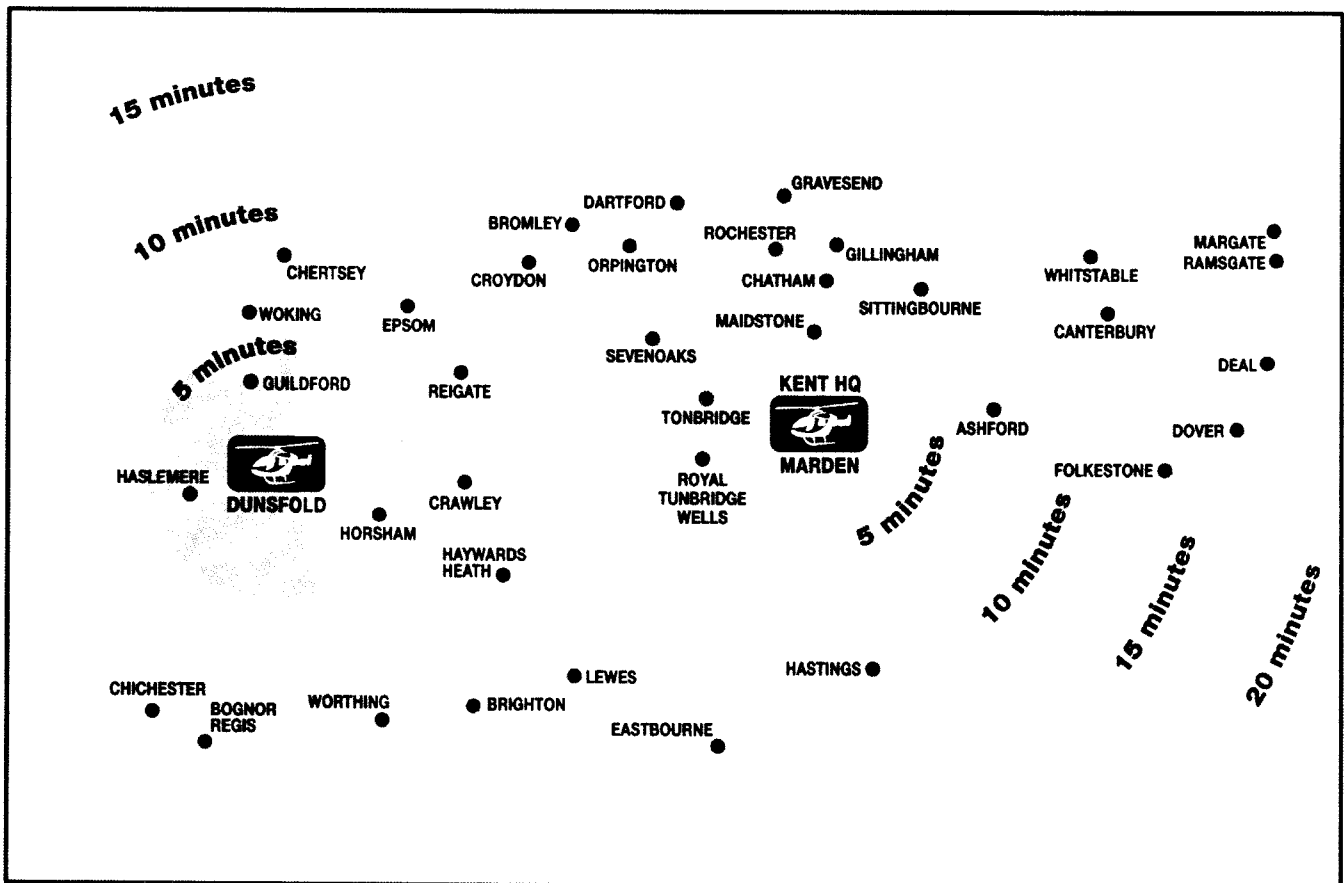 15 minutes
10 minutes
5 minutes
GRAVESEND
DARTFORD
BROMLEY
ROCHESTER
GILLINGHAM
MARGATE
RAMSGATE
CHERTSEY
CROYDON
ORPINGTON
CHATHAM
WHITSTABLE
WOKING
EPSOM
MAIDSTONE
SITTINGBOURNE
CANTERBURY
SEVENOAKS
DEAL
GUILDFORD
REIGATE
KENT HQ
TONBRIDGE
MARDEN
ASHFORD
DOVER
HASLEMERE
DUNSFOLD
CRAWLEY
ROYAL
TUNBRIDGE
WELLS
FOLKESTONE
HORSHAM
HAYWARDS
HEATH
5 minutes
10 minutes
15 minutes
20 minutes
LEWES
HASTINGS
CHICHESTER
BOGNOR
REGIS
WORTHING
BRIGHTON
EASTBOURNE